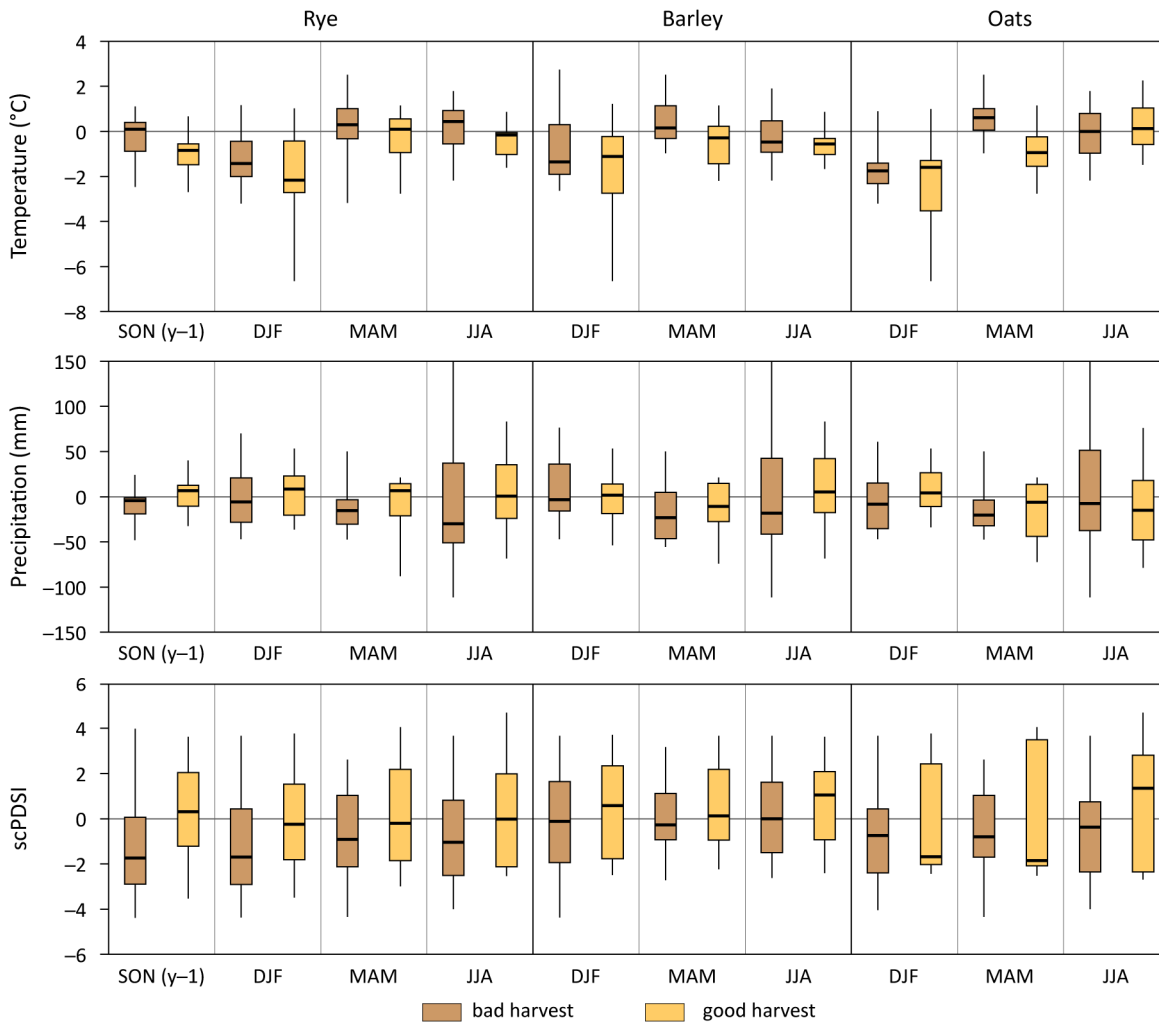 Rye Barley Oats
Temperature (°C)
4
2
0
–2
–4
–6
–8
SON (y–1) DJF MAM JJA DJF MAM JJA DJF MAM JJA
Precipitation (mm)
150
100
50
0
–50
–100
–150
SON (y–1) DJF MAM JJA DJF MAM JJA DJF MAM JJA
scPDSI
6
4
2
0
–2
–4
–6
SON (y–1) DJF MAM JJA DJF MAM JJA DJF MAM JJA
bad harvest good harvest